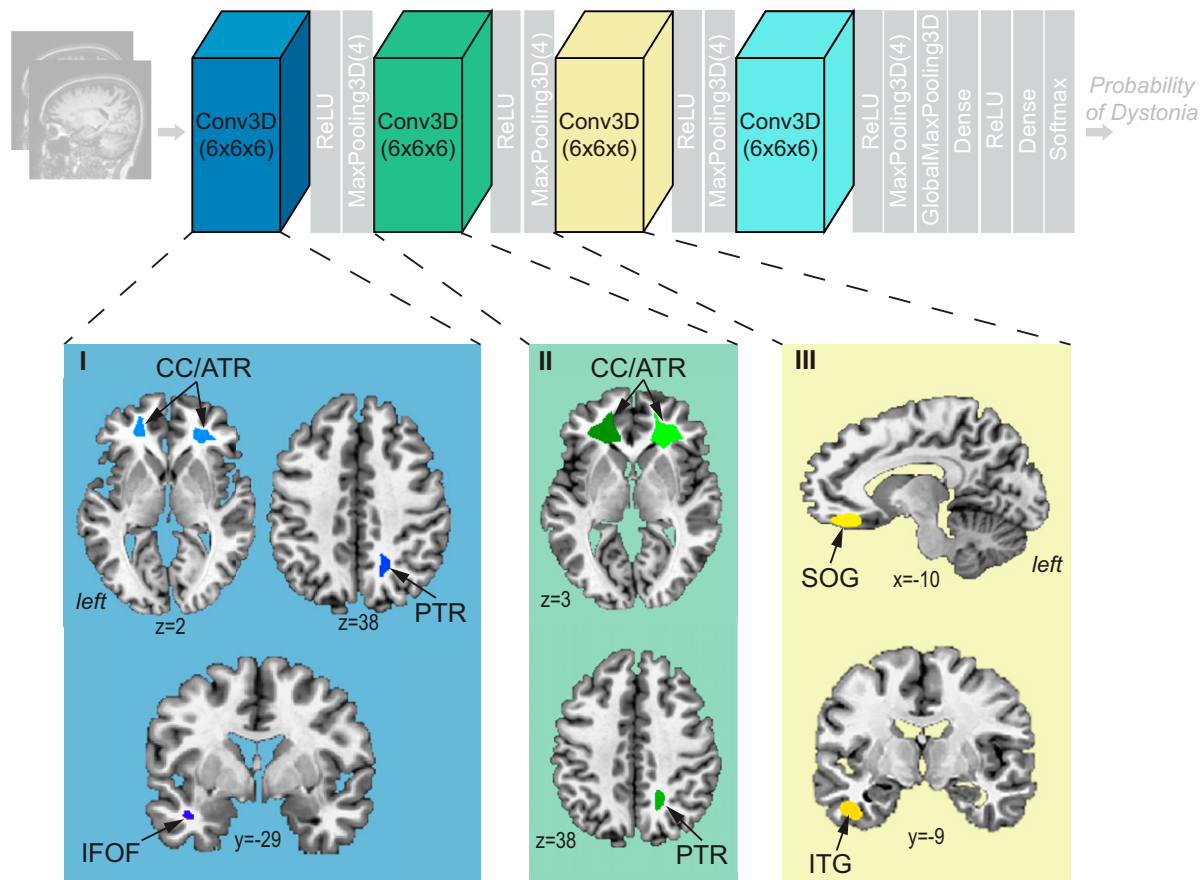 Conv3D
(6x6x6)
ReLU
MaxPooling3D(4)
Conv3D
(6x6x6)
ReLU
MaxPooling3D(4)
Conv3D
(6x6x6)
ReLU
MaxPooling3D(4)
Conv3D
(6x6x6)
ReLU
MaxPooling3D(4)
GlobalMaxPooling3D
Dense
ReLU
Dense
Softmax
Probability
of Dystonia
I
CC/ATR
left
z=2
z=38
PTR
IFOF
y=-29
II
CC/ATR
z=3
z=38
PTR
III
SOG
x=-10
left
ITG
y=-9